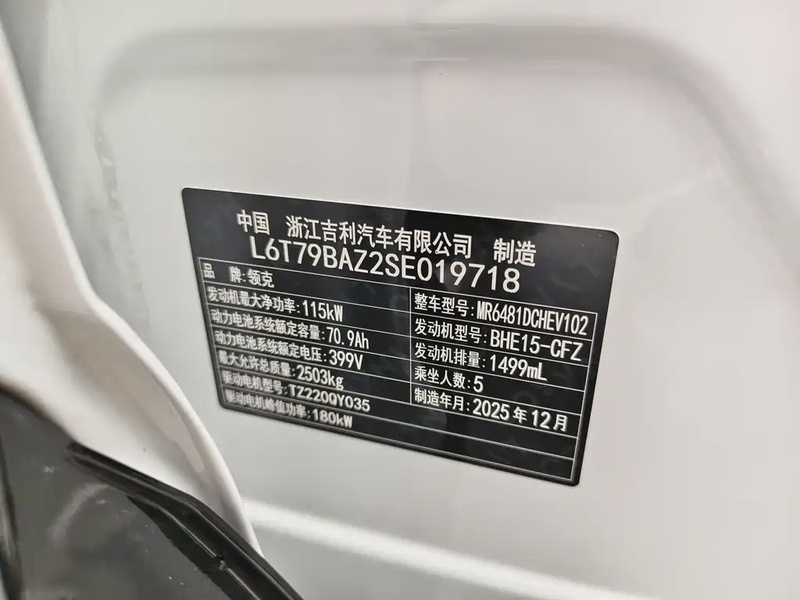 中国 浙江吉利汽车有限公司 制造
L6T79BAZ2SE019718
品 牌:领克
发动机最大净功率:115kW
动力电池系统额定容量:70.9Ah
动力电池系统额定电压:399V
最大允许总质量:2503kg
驱动电机型号:TZ220QY035
驱动电机峰值功率:180kW
整车型号:MR6481DCHEV102
发动机型号:BHE15-CFZ
发动机排量:1499mL
乘坐人数:5
制造年月:2025年12月